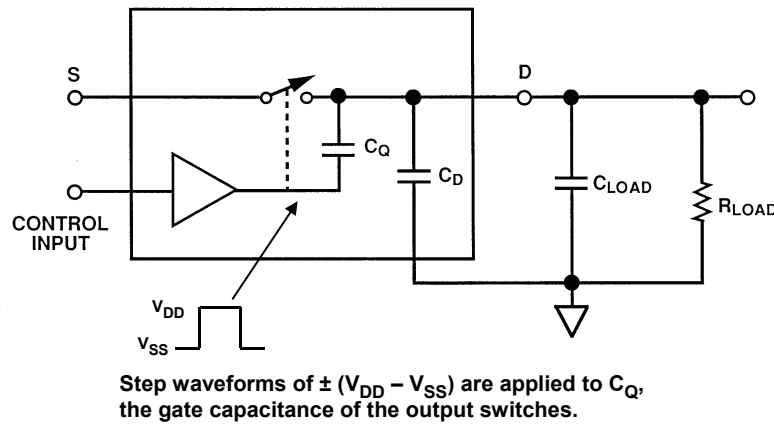 S
D
C_Q
C_D
C_LOAD
R_LOAD
CONTROL
INPUT
V_DD
V_SS
Step waveforms of ± (V_DD – V_SS) are applied to C_Q,
the gate capacitance of the output switches.